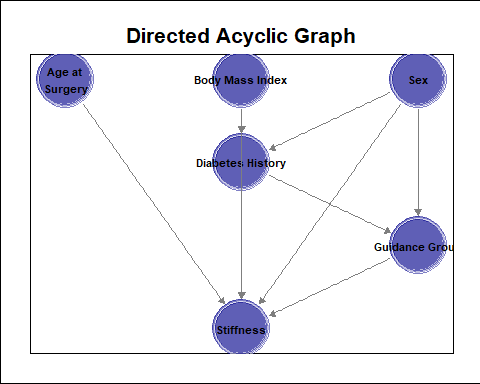 Directed Acyclic Graph
Age at
Surgery
Body Mass Index
Sex
Diabetes History
Guidance Grou
Stiffness